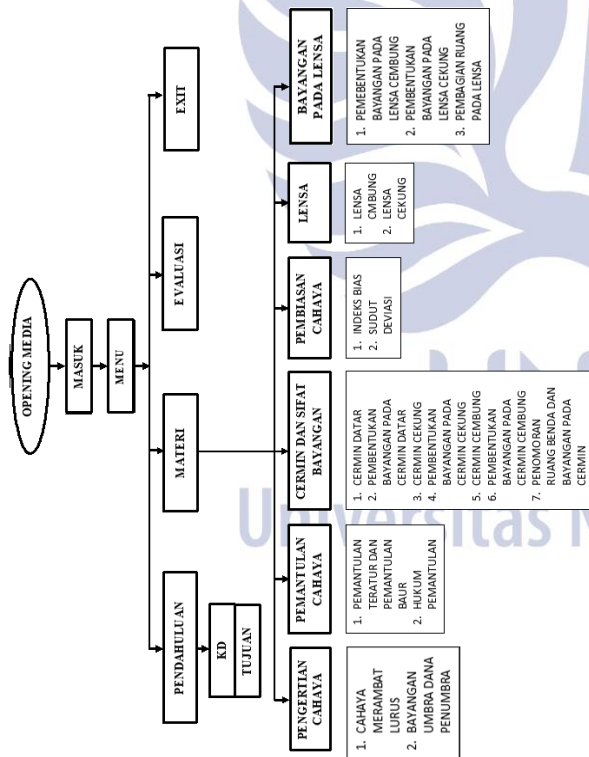 OPENING MEDIA
MASUK
MENU
PENDAHULUAN
MATERI
EVALUASI
EXIT
KD
TUJUAN
PENGERTIAN
CAHAYA
PEMANTULAN
CAHAYA
CERMIN DAN SIFAT
BAYANGAN
PEMBIASAN
CAHAYA
LENSA
BAYANGAN
PADA LENSA
1. CAHAYA
MERAMBAT
LURUS
2. BAYANGAN
UMBRA DANA
PENUMBRA
1. PEMANTULAN
TERATUR DAN
PEMANTULAN
BAUR
2. HUKUM
PEMANTULAN
1. CERMIN DATAR
2. PEMBENTUKAN
BAYANGAN PADA
CERMIN DATAR
3. CERMIN CEKUNG
4. PEMBENTUKAN
BAYANGAN PADA
CERMIN CEKUNG
5. CERMIN CEMBUNG
6. PEMBENTUKAN
BAYANGAN PADA
CERMIN CEMBUNG
7. PENOMORAN
RUANG BENDA DAN
BAYANGAN PADA
CERMIN
1. INDEKS BIAS
2. SUDUT
DEVIASI
1. LENSA
CMBUNG
2. LENSA
CEKUNG
1. PEMEBENTUKAN
BAYANGAN PADA
LENSA CEMBUNG
2. PEMBENTUKAN
BAYANGAN PADA
LENSA CEKUNG
3. PEMBAGIAN RUANG
PADA LENSA
Universitas